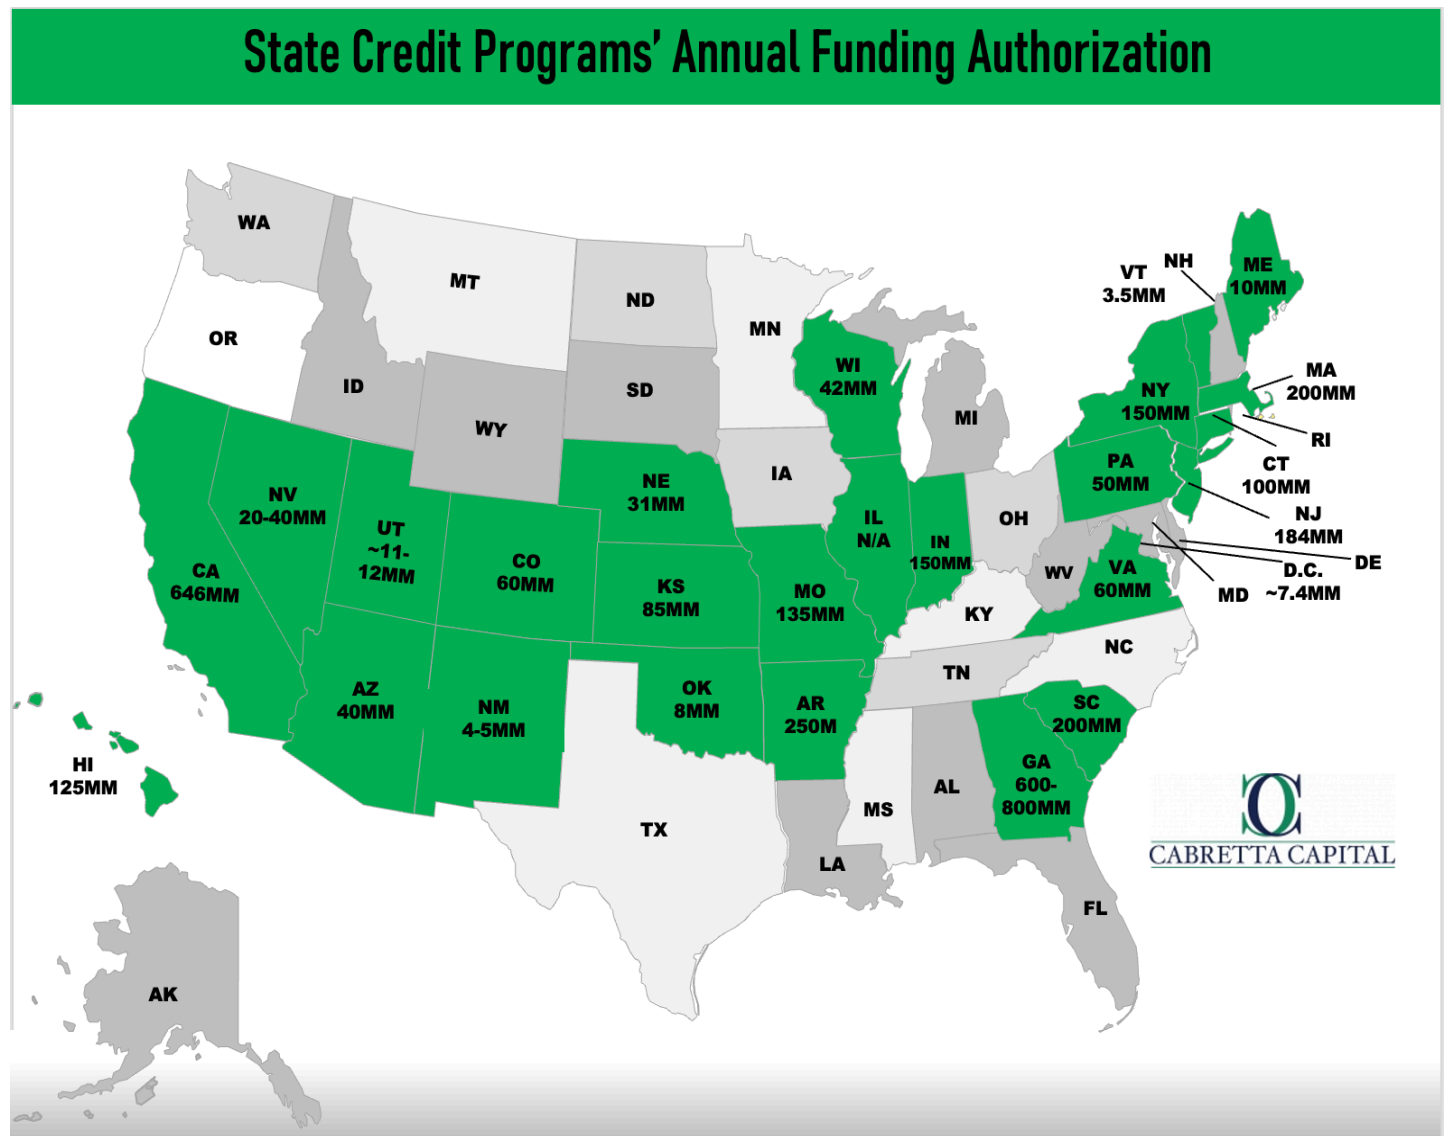 State Credit Programs’ Annual Funding Authorization
WA
MT
ND
MN
OR
ID
SD
WY
WI
42MM
MI
VT
3.5MM
NH
ME
10MM
NY
150MM
MA
200MM
RI
CT
100MM
NJ
184MM
DE
D.C.
~7.4MM
MD
PA
50MM
NE
31MM
IA
NV
20-40MM
UT
~11-
12MM
CO
60MM
IL
N/A
IN
150MM
OH
WV
VA
60MM
CA
646MM
KS
85MM
MO
135MM
KY
NC
TN
AZ
40MM
NM
4-5MM
OK
8MM
AR
250M
SC
200MM
GA
600-
800MM
HI
125MM
TX
MS
AL
LA
FL
AK
CABRETTA CAPITAL